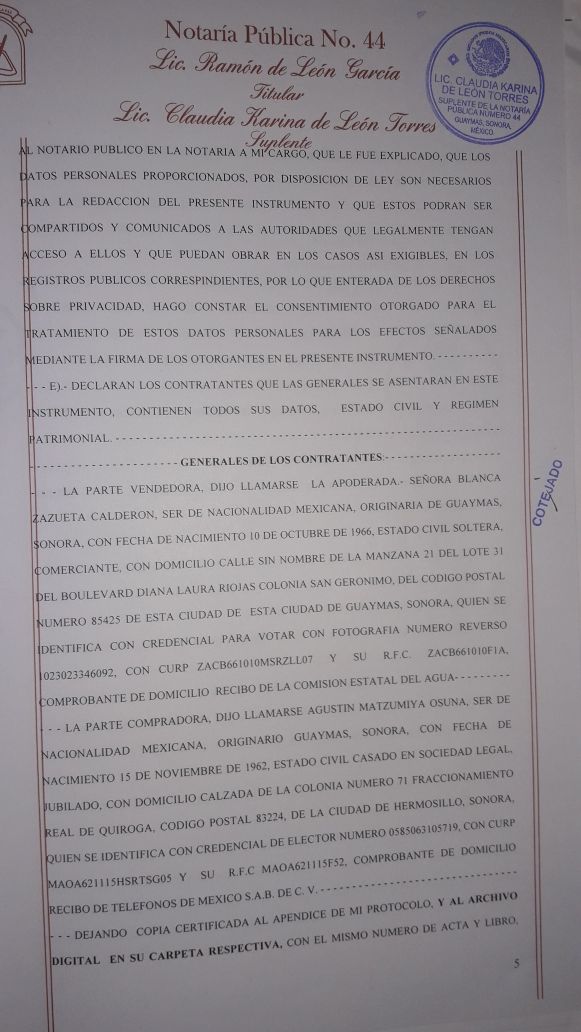 Notaría Pública No. 44
Lic. Ramón de León García
Titular
Lic. Claudia Karina de León Torres
Suplente
LIC. CLAUDIA KARINA
DE LEÓN TORRES
SUPLENTE DE LA NOTARÍA
PÚBLICA NÚMERO 44
GUAYMAS, SONORA,
MÉXICO.
AL NOTARIO PUBLICO EN LA NOTARIA A MI CARGO, QUE LE FUE EXPLICADO, QUE LOS
DATOS PERSONALES PROPORCIONADOS, POR DISPOSICION DE LEY SON NECESARIOS
PARA LA REDACCION DEL PRESENTE INSTRUMENTO Y QUE ESTOS PODRAN SER
COMPARTIDOS Y COMUNICADOS A LAS AUTORIDADES QUE LEGALMENTE TENGAN
ACCESO A ELLOS Y QUE PUEDAN OBRAR EN LOS CASOS ASI EXIGIBLES, EN LOS
REGISTROS PUBLICOS CORRESPINDIENTES, POR LO QUE ENTERADA DE LOS DERECHOS
SOBRE PRIVACIDAD, HAGO CONSTAR EL CONSENTIMIENTO OTORGADO PARA EL
TRATAMIENTO DE ESTOS DATOS PERSONALES PARA LOS EFECTOS SEÑALADOS
MEDIANTE LA FIRMA DE LOS OTORGANTES EN EL PRESENTE INSTRUMENTO. - - - - - - - - - -
- - - E).- DECLARAN LOS CONTRATANTES QUE LAS GENERALES SE ASENTARAN EN ESTE
INSTRUMENTO, CONTIENEN TODOS SUS DATOS, ESTADO CIVIL Y REGIMEN
PATRIMONIAL. - - - - - - - - - - - - - - - - - - - - - - - - - - - - - - - - - - - - - - - - - - - - - - - - - - - - - - -
- - - - - - - - - - - - - - - - - - - - - - GENERALES DE LOS CONTRATANTES:- - - - - - - - - - - - - - - - -
- - - - LA PARTE VENDEDORA, DIJO LLAMARSE LA APODERADA.- SEÑORA BLANCA
ZAZUETA CALDERON, SER DE NACIONALIDAD MEXICANA, ORIGINARIA DE GUAYMAS,
SONORA, CON FECHA DE NACIMIENTO 10 DE OCTUBRE DE 1966, ESTADO CIVIL SOLTERA,
COMERCIANTE, CON DOMICILIO CALLE SIN NOMBRE DE LA MANZANA 21 DEL LOTE 31
DEL BOULEVARD DIANA LAURA RIOJAS COLONIA SAN GERONIMO, DEL CODIGO POSTAL
NUMERO 85425 DE ESTA CIUDAD DE ESTA CIUDAD DE GUAYMAS, SONORA, QUIEN SE
IDENTIFICA CON CREDENCIAL PARA VOTAR CON FOTOGRAFIA NUMERO REVERSO
1023023346092, CON CURP ZACB661010MSRZLL07 Y SU R.F.C. ZACB661010F1A,
COMPROBANTE DE DOMICILIO RECIBO DE LA COMISION ESTATAL DEL AGUA- - - - - - - - -
- - - LA PARTE COMPRADORA, DIJO LLAMARSE AGUSTIN MATZUMIYA OSUNA, SER DE
NACIONALIDAD MEXICANA, ORIGINARIO GUAYMAS, SONORA, CON FECHA DE
NACIMIENTO 15 DE NOVIEMBRE DE 1962, ESTADO CIVIL CASADO EN SOCIEDAD LEGAL,
JUBILADO, CON DOMICILIO CALZADA DE LA COLONIA NUMERO 71 FRACCIONAMIENTO
REAL DE QUIROGA, CODIGO POSTAL 83224, DE LA CIUDAD DE HERMOSILLO, SONORA,
QUIEN SE IDENTIFICA CON CREDENCIAL DE ELECTOR NUMERO 0585063105719, CON CURP
MAOA621115HSRTSG05 Y SU R.F.C MAOA621115F52, COMPROBANTE DE DOMICILIO
RECIBO DE TELEFONOS DE MEXICO S.A.B. DE C. V. - - - - - - - - - - - - - - - - - - - - - - - - - - - - - - -
- - - DEJANDO COPIA CERTIFICADA AL APENDICE DE MI PROTOCOLO, Y AL ARCHIVO
DIGITAL EN SU CARPETA RESPECTIVA, CON EL MISMO NUMERO DE ACTA Y LIBRO,
COTEJADO
5